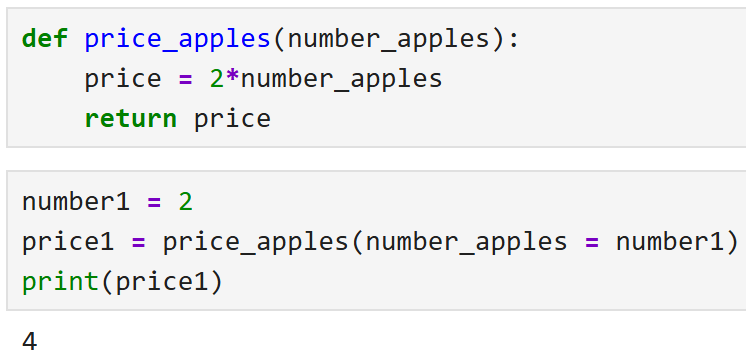 def price_apples(number_apples):
    price = 2*number_apples
    return price
number1 = 2
price1 = price_apples(number_apples = number1)
print(price1)
4